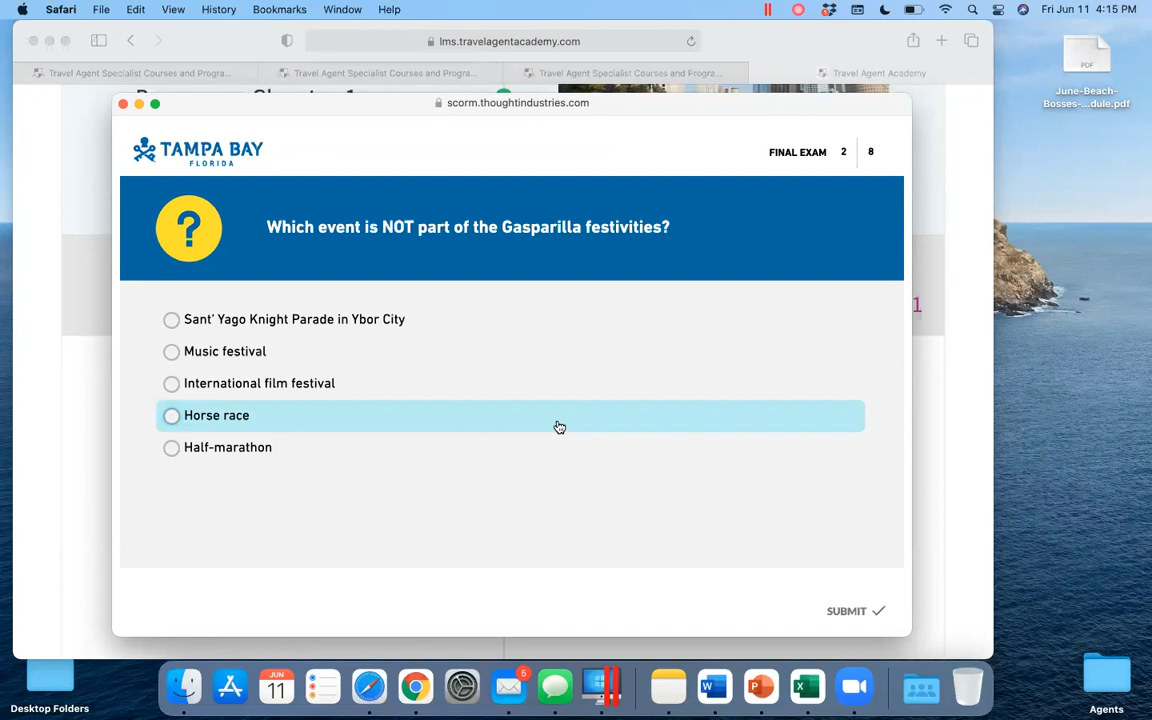 Safari File Edit View History Bookmarks Window Help
Fri Jun 11 4:15 PM
lms.travelagentacademy.com
Travel Agent Specialist Courses and Progra...
Travel Agent Specialist Courses and Progra...
Travel Agent Specialist Courses and Progra...
Travel Agent Academy
PDF
June-Beach-
Bosses-...dule.pdf
scorm.thoughtindustries.com
TAMPA BAY
FLORIDA
FINAL EXAM 2 8
?
Which event is NOT part of the Gasparilla festivities?
1
Sant' Yago Knight Parade in Ybor City
Music festival
International film festival
Horse race
Half-marathon
SUBMIT
JUN
11
5
W
P
X
Desktop Folders
Agents